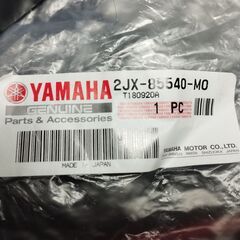 YAMAHA
2JX-85540-M0
T180920A
GENUINE
Parts & Accessories
1 PC
YAMAHA MOTOR CO., LTD.
MADE IN JAPAN